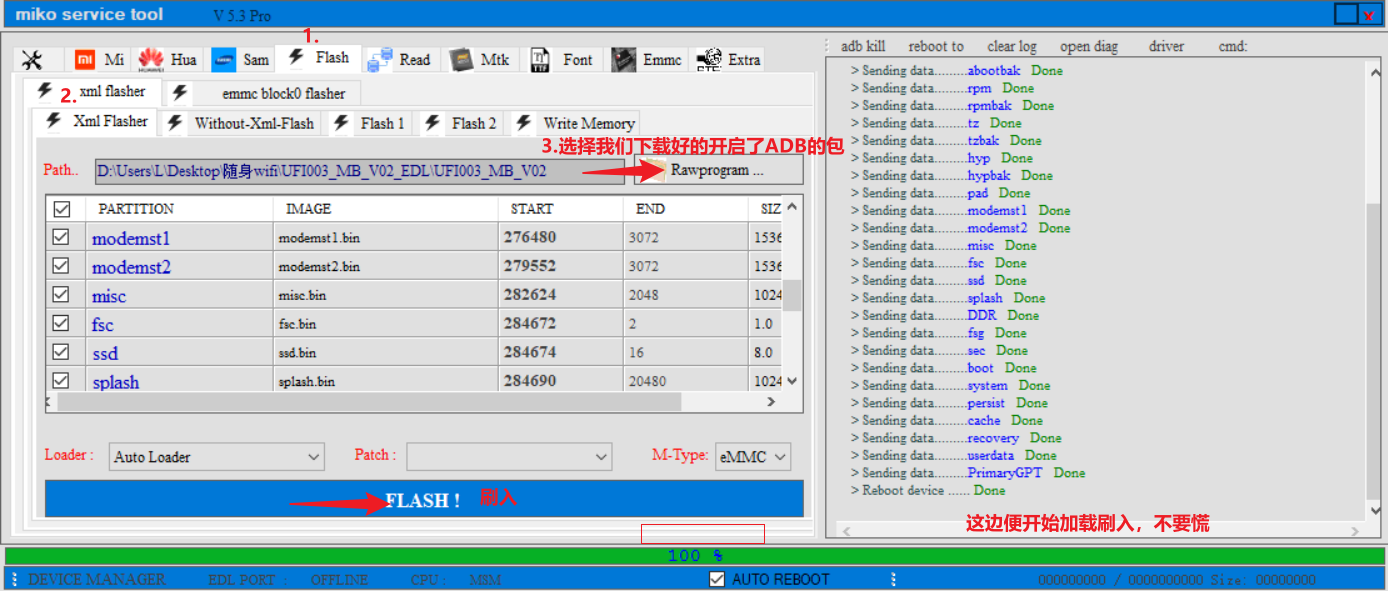 miko service tool V 5.3 Pro
1.
Mi HUAWEI Hua Sam Flash Read Mtk TTF Font Emmc Extra
adb kill reboot to clear log open diag driver cmd:
2. xml flasher emmc block0 flasher
Xml Flasher Without-Xml-Flash Flash 1 Flash 2 Write Memory
3.选择我们下载好的开启了ADB的包
Path.. D:\Users\L\Desktop\随身wifi\UFI003_MB_V02_EDL\UFI003_MB_V02 Rawprogram ...
PARTITION IMAGE START END SIZ
modemst1 modemst1.bin 276480 3072 1536
modemst2 modemst2.bin 279552 3072 1536
misc misc.bin 282624 2048 1024
fsc fsc.bin 284672 2 1.0
ssd ssd.bin 284674 16 8.0
splash splash.bin 284690 20480 1024
Loader : Auto Loader Patch : M-Type: eMMC
FLASH ! 刷入
> Sending data.........abootbak Done
> Sending data.........rpm Done
> Sending data.........rpmbak Done
> Sending data.........tz Done
> Sending data.........tzbak Done
> Sending data.........hyp Done
> Sending data.........hypbak Done
> Sending data.........pad Done
> Sending data.........modemst1 Done
> Sending data.........modemst2 Done
> Sending data.........misc Done
> Sending data.........fsc Done
> Sending data.........ssd Done
> Sending data.........splash Done
> Sending data.........DDR Done
> Sending data.........fsg Done
> Sending data.........sec Done
> Sending data.........boot Done
> Sending data.........system Done
> Sending data.........persist Done
> Sending data.........cache Done
> Sending data.........recovery Done
> Sending data.........userdata Done
> Sending data.........PrimaryGPT Done
> Reboot device ...... Done
这边便开始加载刷入，不要慌
100 %
DEVICE MANAGER EDL PORT : OFFLINE CPU : MSM AUTO REBOOT 000000000 / 0000000000 Size: 00000000